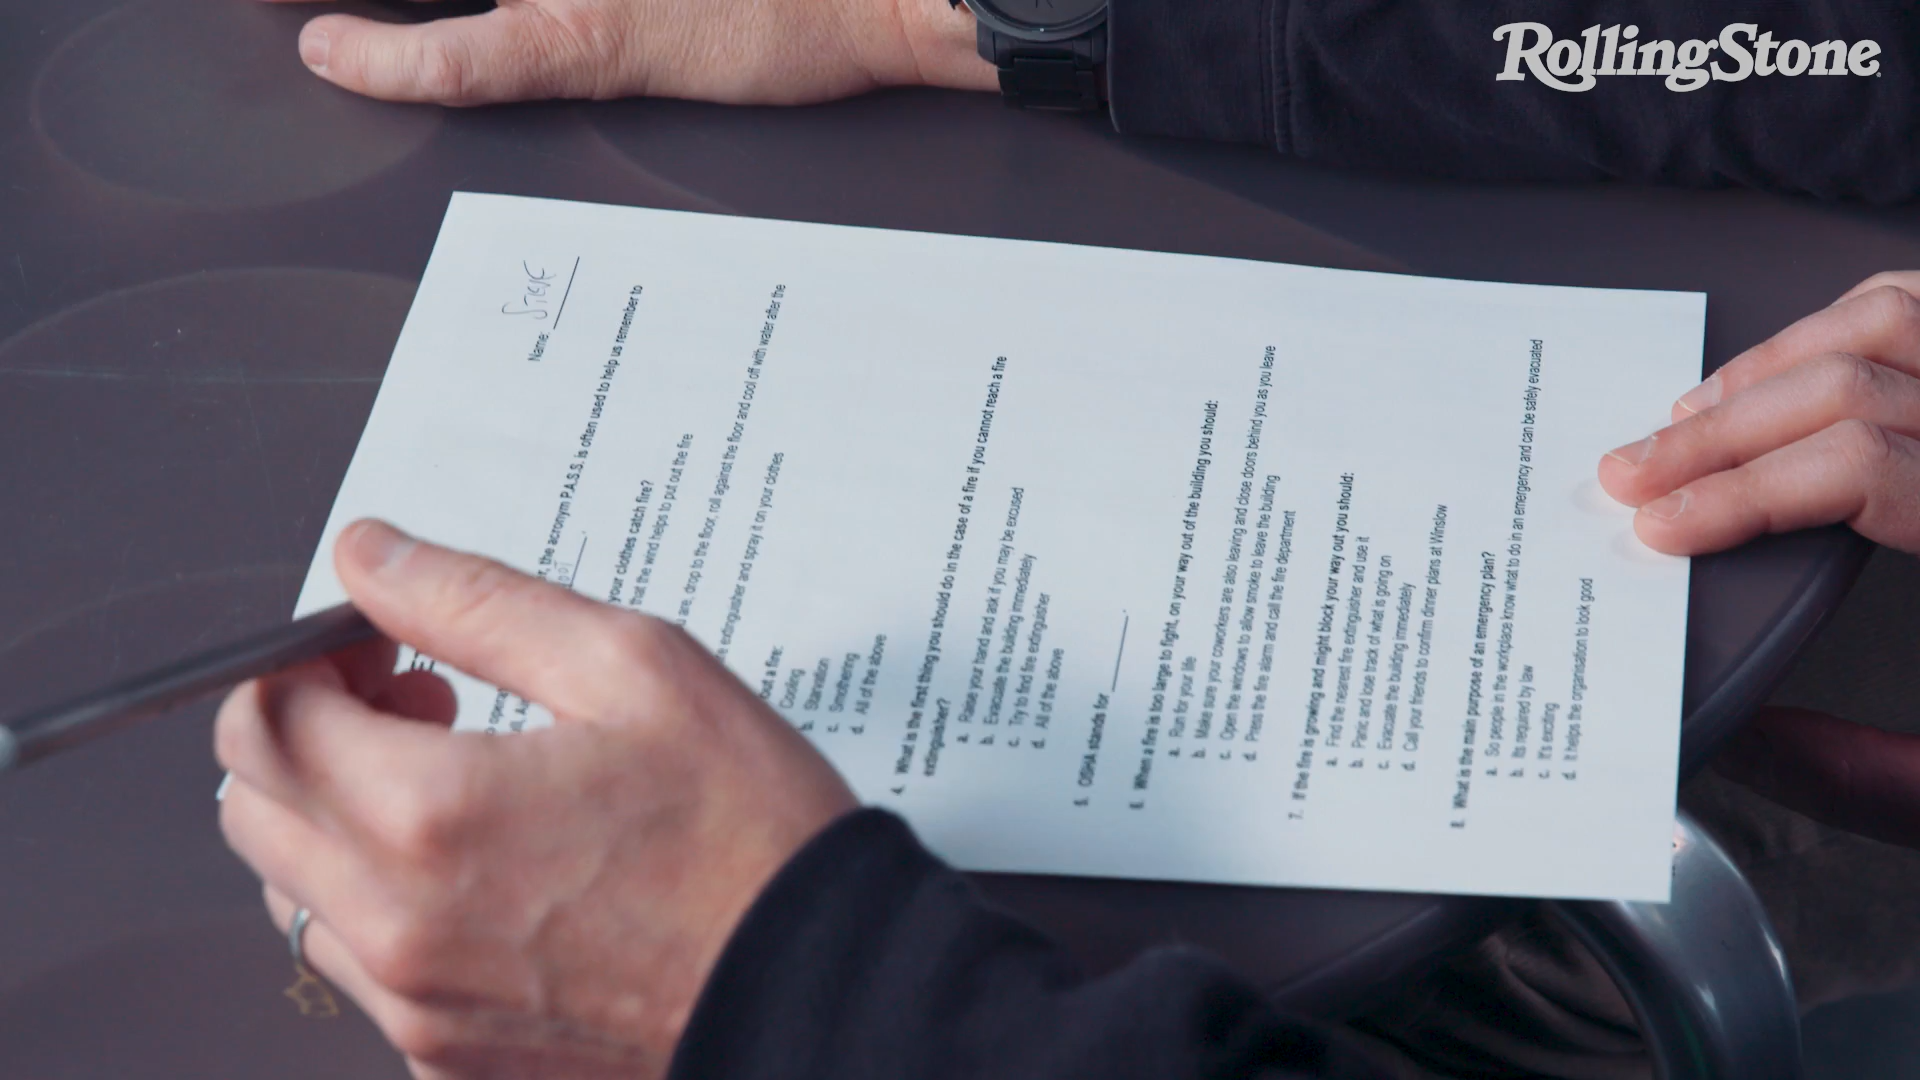 RollingStone
Name: STEVE
r, the acronym P.A.S.S. is often used to help us remember to
your clothes catch fire?
that the wind helps to put out the fire
are, drop to the floor, roll against the floor and cool off with water after the
extinguisher and spray it on your clothes
out a fire:
Cooling
b. Starvation
c. Smothering
d. All of the above
4. What is the first thing you should do in the case of a fire if you cannot reach a fire
extinguisher?
a. Raise your hand and ask if you may be excused
b. Evacuate the building immediately
c. Try to find fire extinguisher
d. All of the above
5. OSHA stands for ______.
6. When a fire is too large to fight, on your way out of the building you should:
a. Run for your life
b. Make sure your coworkers are also leaving and close doors behind you as you leave
c. Open the windows to allow smoke to leave the building
d. Press the fire alarm and call the fire department
7. If the fire is growing and might block your way out you should:
a. Find the nearest fire extinguisher and use it
b. Panic and lose track of what is going on
c. Evacuate the building immediately
d. Call your friends to confirm dinner plans at Winslow
8. What is the main purpose of an emergency plan?
a. So people in the workplace know what to do in an emergency and can be safely evacuated
b. Its required by law
c. It's exciting
d. It helps the organisation to look good